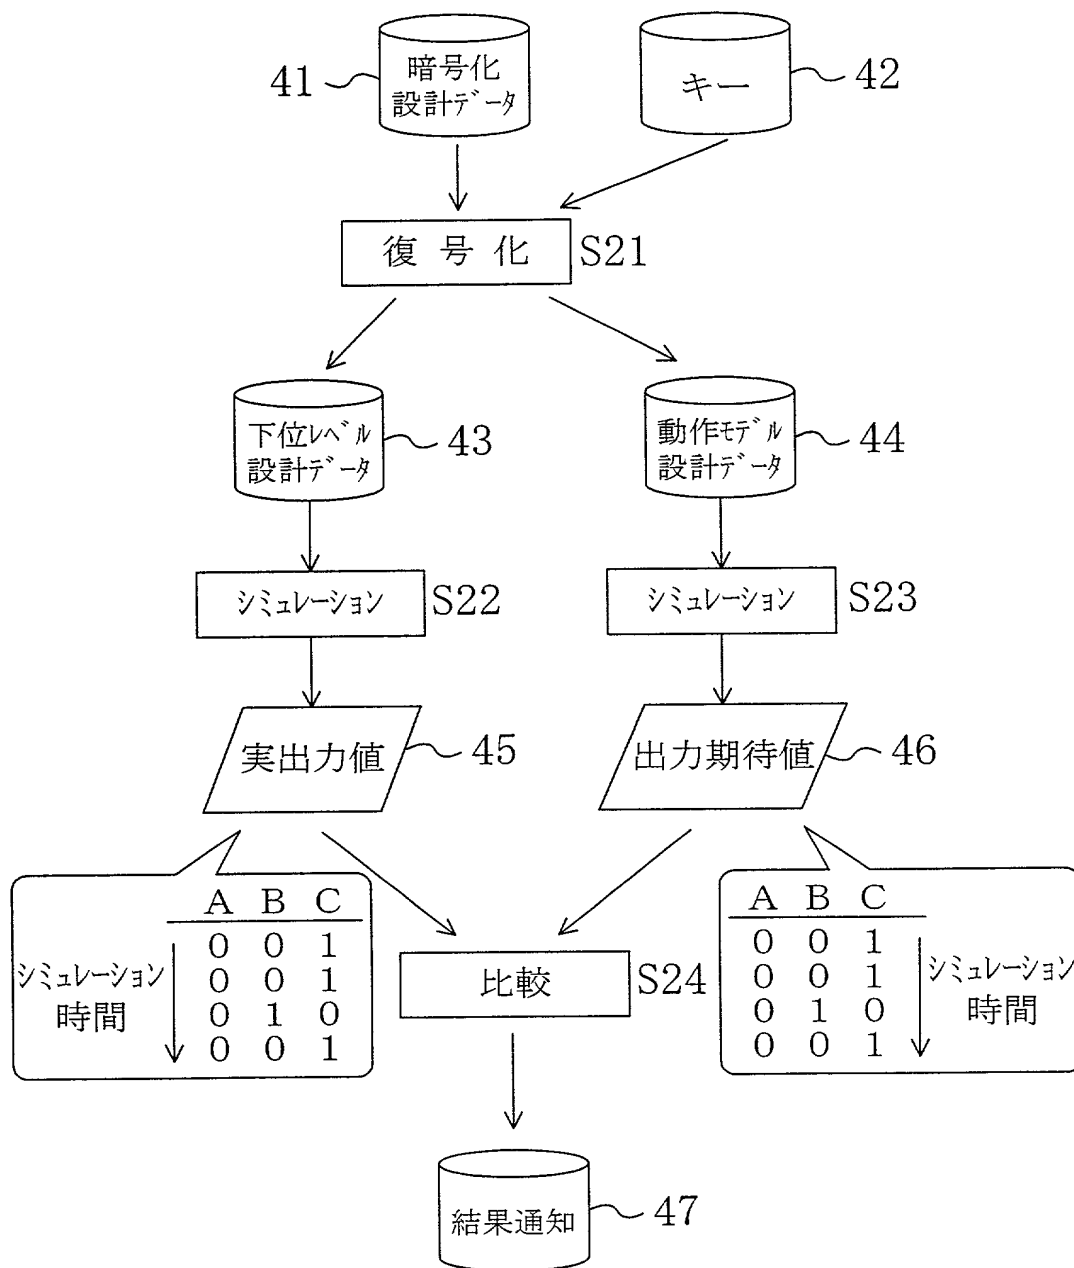 暗号化
設計データ
41
キー
42
復号化
S21
下位レベル
設計データ
43
動作モデル
設計データ
44
シミュレーション
S22
シミュレーション
S23
実出力値
45
出力期待値
46
A B C
0 0 1
0 0 1
0 1 0
0 0 1
シミュレーション
時間
A B C
0 0 1
0 0 1
0 1 0
0 0 1
シミュレーション
時間
比較
S24
結果通知
47